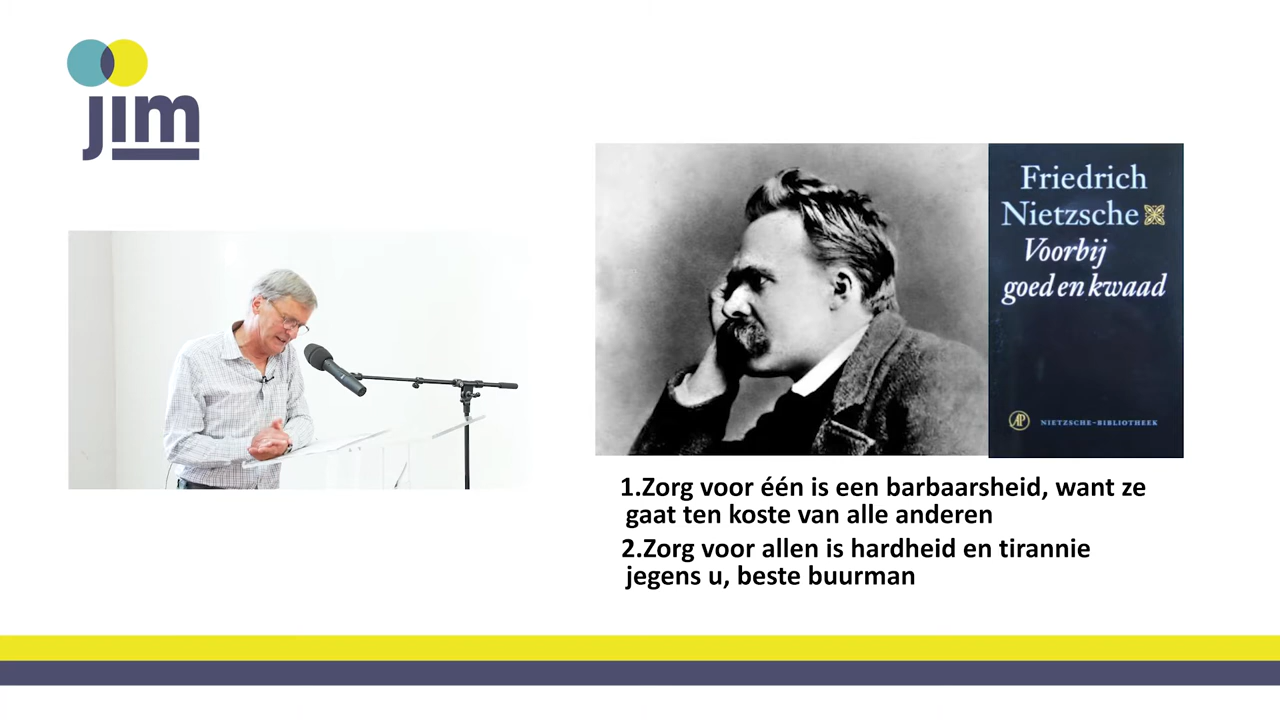 jim
Friedrich
Nietzsche
Voorbij
goed en kwaad
AP NIETZSCHE-BIBLIOTHEEK
1.Zorg voor één is een barbaarsheid, want ze
gaat ten koste van alle anderen
2.Zorg voor allen is hardheid en tirannie
jegens u, beste buurman